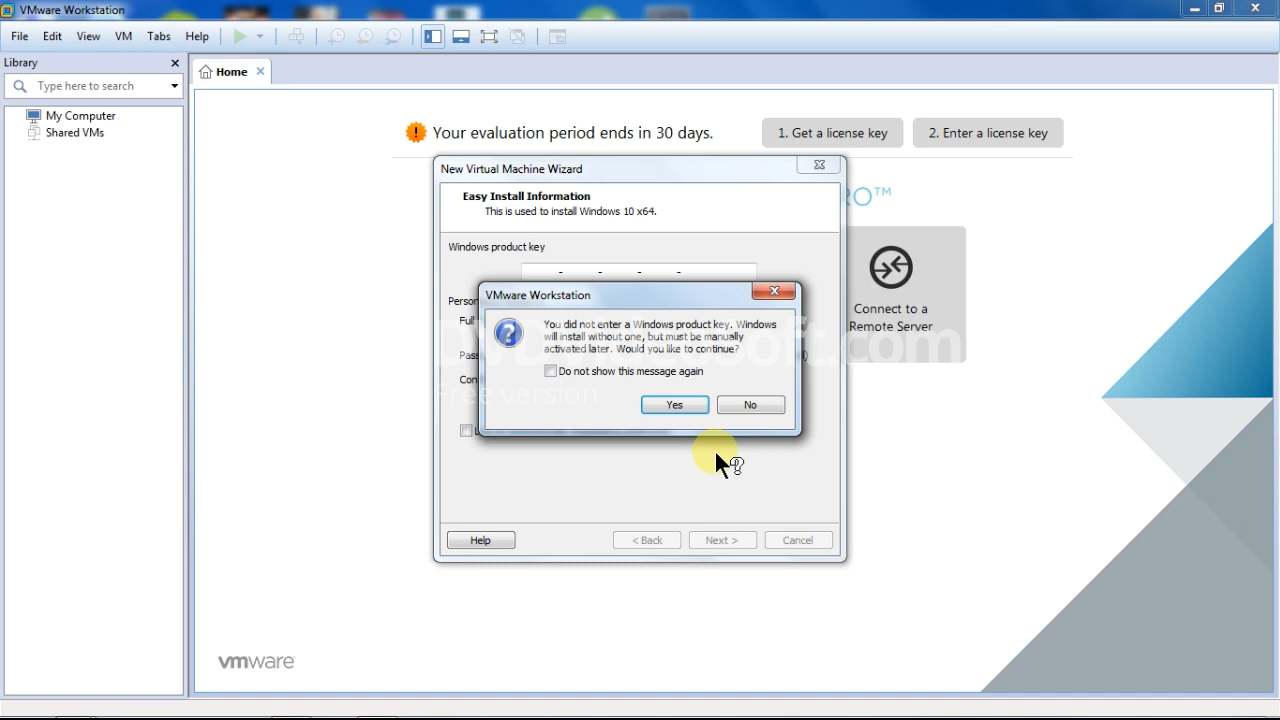 VMware Workstation
File Edit View VM Tabs Help
Library
Type here to search
My Computer
Shared VMs
Home
Your evaluation period ends in 30 days.
1. Get a license key
2. Enter a license key
New Virtual Machine Wizard
Easy Install Information
This is used to install Windows 10 x64.
RO™
Windows product key
- - - -
Connect to a
Remote Server
VMware Workstation
You did not enter a Windows product key. Windows
will install without one, but must be manually
activated later. Would you like to continue?
Do not show this message again
Yes No
Free version
Help < Back Next > Cancel
vmware